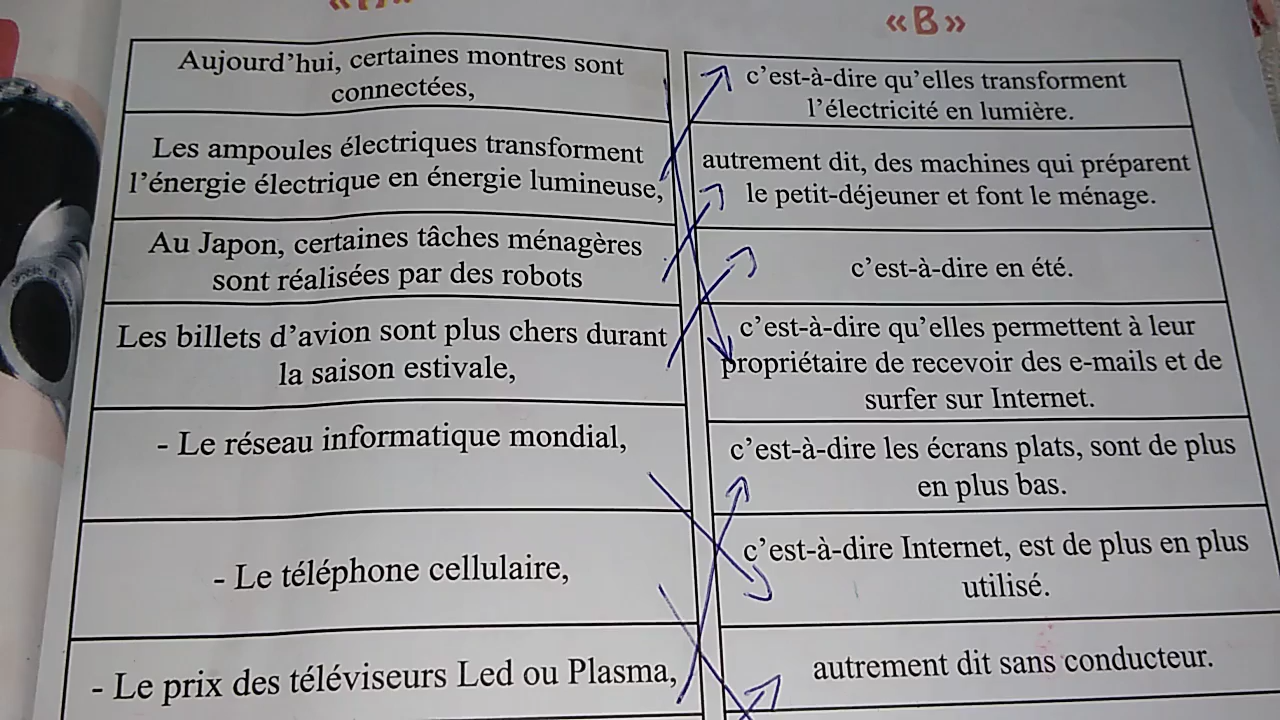 «B»
Aujourd'hui, certaines montres sont
connectées,
c'est-à-dire qu'elles transforment
l'électricité en lumière.
Les ampoules électriques transforment
l'énergie électrique en énergie lumineuse,
autrement dit, des machines qui préparent
le petit-déjeuner et font le ménage.
Au Japon, certaines tâches ménagères
sont réalisées par des robots
c'est-à-dire en été.
Les billets d'avion sont plus chers durant
la saison estivale,
c'est-à-dire qu'elles permettent à leur
propriétaire de recevoir des e-mails et de
surfer sur Internet.
- Le réseau informatique mondial,
c'est-à-dire les écrans plats, sont de plus
en plus bas.
- Le téléphone cellulaire,
c'est-à-dire Internet, est de plus en plus
utilisé.
- Le prix des téléviseurs Led ou Plasma,
autrement dit sans conducteur.